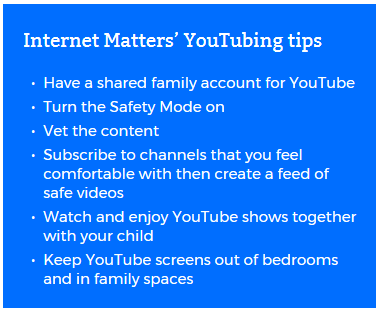 Internet Matters’ YouTubing tips
• Have a shared family account for YouTube
• Turn the Safety Mode on
• Vet the content
• Subscribe to channels that you feel
comfortable with then create a feed of
safe videos
• Watch and enjoy YouTube shows together
with your child
• Keep YouTube screens out of bedrooms
and in family spaces